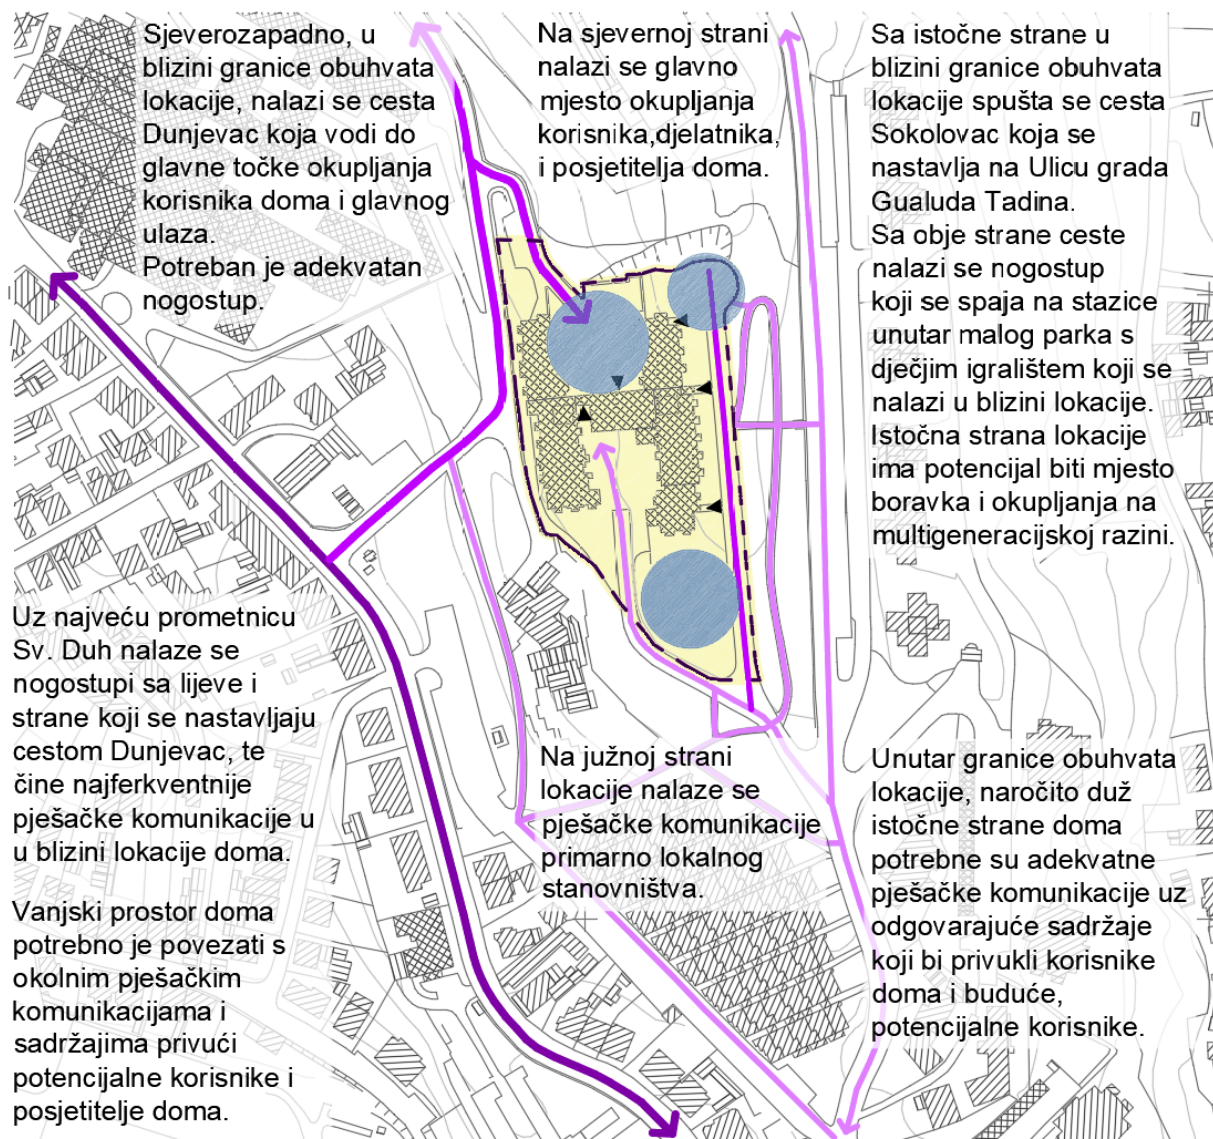 Sjeverozapadno, u
blizini granice obuhvata
lokacije, nalazi se cesta
Dunjevac koja vodi do
glavne točke okupljanja
korisnika doma i glavnog
ulaza.
Potreban je adekvatan
nogostup.
Na sjevernoj strani
nalazi se glavno
mjesto okupljanja
korisnika,djelatnika,
i posjetitelja doma.
Sa istočne strane u
blizini granice obuhvata
lokacije spušta se cesta
Sokolovac koja se
nastavlja na Ulicu grada
Gualuda Tadina.
Sa obje strane ceste
nalazi se nogostup
koji se spaja na stazice
unutar malog parka s
dječjim igralištem koji se
nalazi u blizini lokacije.
Istočna strana lokacije
ima potencijal biti mjesto
boravka i okupljanja na
multigeneracijskoj razini.
Uz najveću prometnicu
Sv. Duh nalaze se
nogostupi sa lijeve i
strane koji se nastavljaju
cestom Dunjevac, te
čine najferkventnije
pješačke komunikacije u
u blizini lokacije doma.
Vanjski prostor doma
potrebno je povezati s
okolnim pješačkim
komunikacijama i
sadržajima privući
potencijalne korisnike i
posjetitelje doma.
Na južnoj strani
lokacije nalaze se
pješačke komunikacije
primarno lokalnog
stanovništva.
Unutar granice obuhvata
lokacije, naročito duž
istočne strane doma
potrebne su adekvatne
pješačke komunikacije uz
odgovarajuće sadržaje
koji bi privukli korisnike
doma i buduće,
potencijalne korisnike.